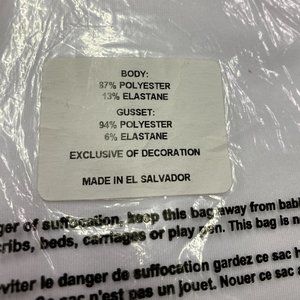 BODY:
87% POLYESTER
13% ELASTANE
GUSSET:
94% POLYESTER
6% ELASTANE
EXCLUSIVE OF DECORATION
MADE IN EL SALVADOR
ger of suffocation, keep this bag away from bab
cribs, beds, carriages or play pen. This bag is n
viter le danger de suffocation gardez ce sac h
Ce sac n'est pas un jouet. Nouer ce sac